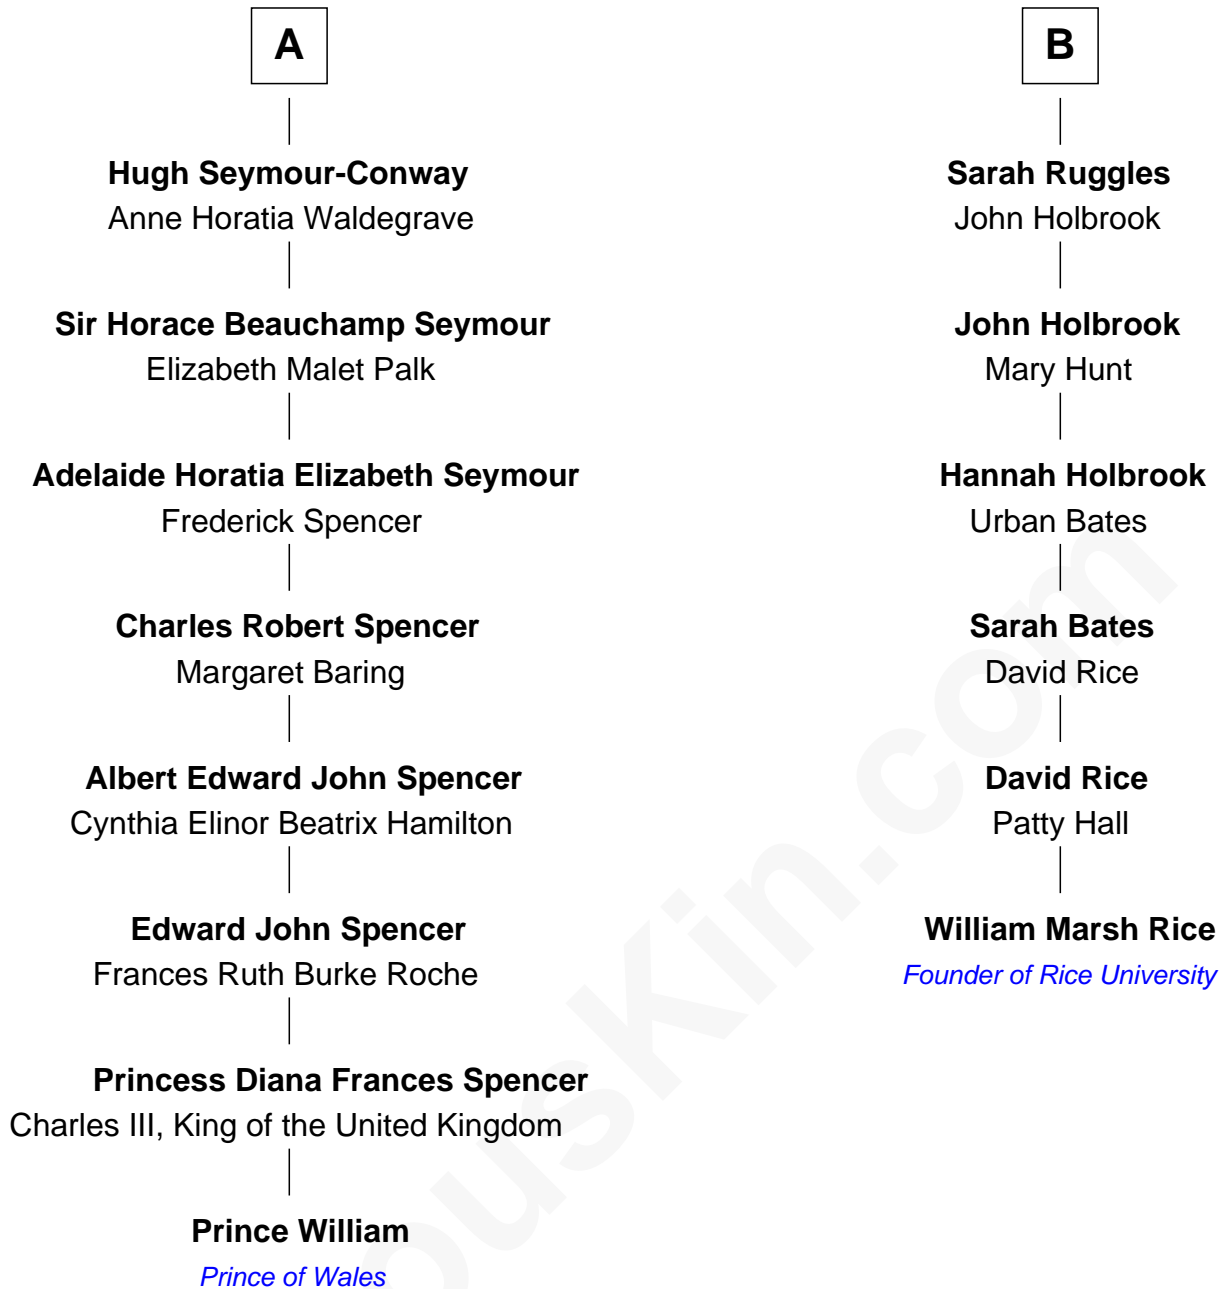 A
Hugh Seymour-Conway
Anne Horatia Waldegrave
Sir Horace Beauchamp Seymour
Elizabeth Malet Palk
Adelaide Horatia Elizabeth Seymour
Frederick Spencer
Charles Robert Spencer
Margaret Baring
Albert Edward John Spencer
Cynthia Elinor Beatrix Hamilton
Edward John Spencer
Frances Ruth Burke Roche
Princess Diana Frances Spencer
Charles III, King of the United Kingdom
Prince William
Prince of Wales
B
Sarah Ruggles
John Holbrook
John Holbrook
Mary Hunt
Hannah Holbrook
Urban Bates
Sarah Bates
David Rice
David Rice
Patty Hall
William Marsh Rice
Founder of Rice University
ousKin.com